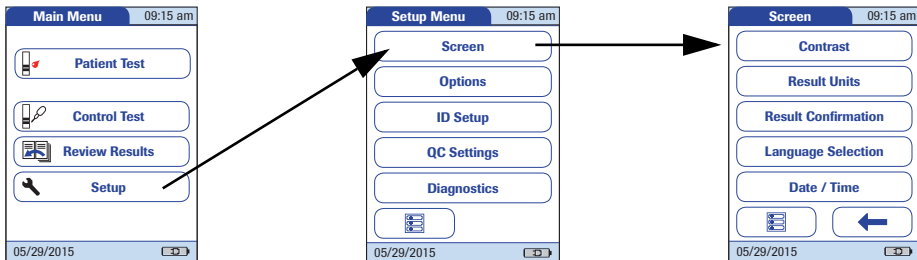 Main Menu 09:15 am
Patient Test
Control Test
Review Results
Setup
05/29/2015
Setup Menu 09:15 am
Screen
Options
ID Setup
QC Settings
Diagnostics
05/29/2015
Screen 09:15 am
Contrast
Result Units
Result Confirmation
Language Selection
Date / Time
05/29/2015